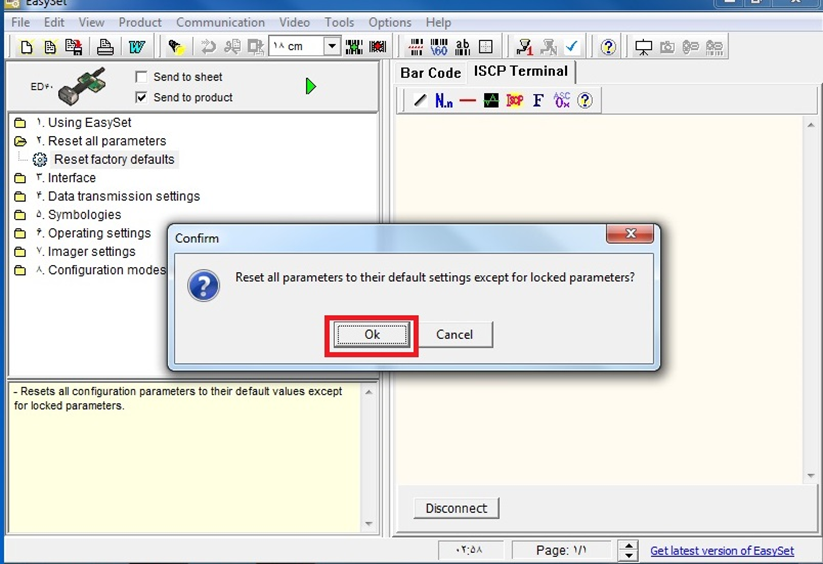 EasySet
File Edit View Product Communication Video Tools Options Help
۱۸ cm
ED۴۰
Send to sheet
Send to product
Bar Code
ISCP Terminal
N.n
ISCP
F
ASC
0x
۱. Using EasySet
۲. Reset all parameters
Reset factory defaults
۳. Interface
۴. Data transmission settings
۵. Symbologies
۶. Operating settings
۷. Imager settings
۸. Configuration modes
Confirm
Reset all parameters to their default settings except for locked parameters?
Ok
Cancel
- Resets all configuration parameters to their default values except
for locked parameters.
Disconnect
۰۲:۵۸
Page: ۱/۱
Get latest version of EasySet